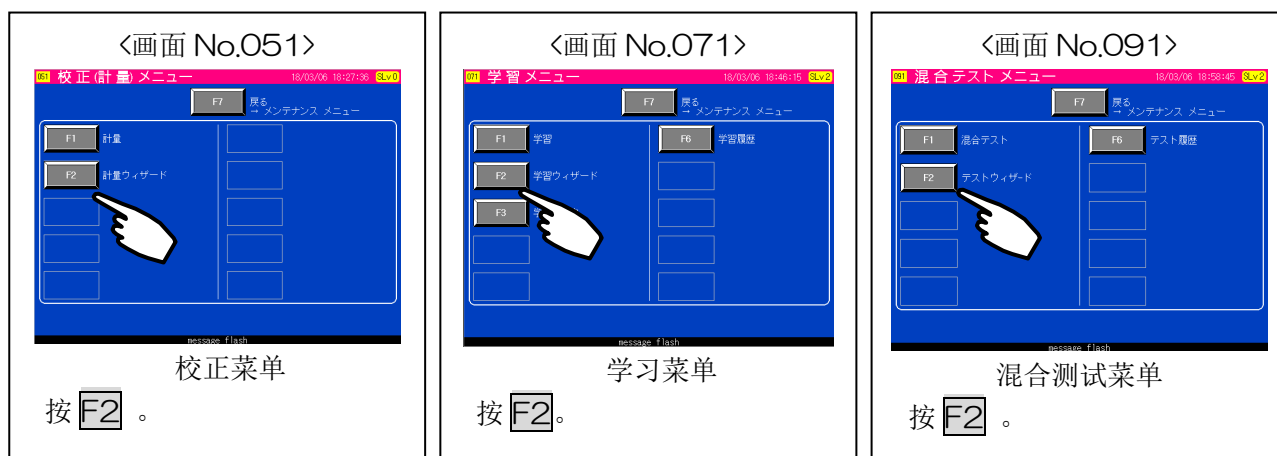 <画面 No.051>
051 校正(計量) メニュー 18/03/06 18:27:36 SLv0
F7 戻る
→ メンテナンス メニュー
F1 計量
F2 計量ウィザード
message flash
校正菜单
按 F2 。
<画面 No.071>
071 学習メニュー 18/03/06 18:46:15 SLv2
F7 戻る
→ メンテナンス メニュー
F1 学習
F6 学習履歴
F2 学習ウィザード
F3
message flash
学习菜单
按 F2。
<画面 No.091>
091 混合テスト メニュー 18/03/06 18:58:45 SLv2
F7 戻る
→ メンテナンス メニュー
F1 混合テスト
F6 テスト履歴
F2 テストウィザード
message flash
混合测试菜单
按 F2 。